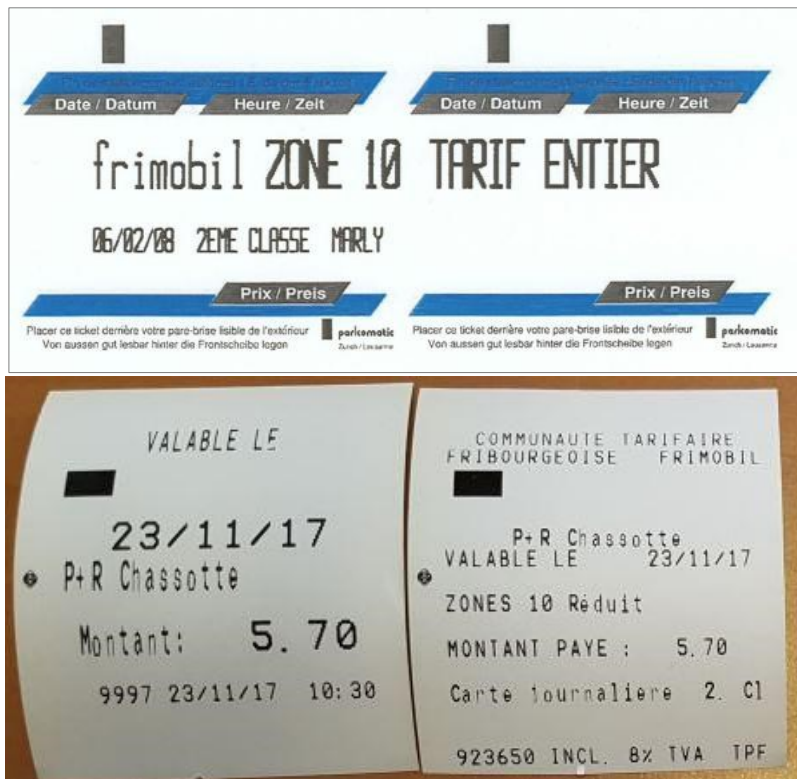 Date / Datum Heure / Zeit Date / Datum Heure / Zeit
frimobil ZONE 10 TARIF ENTIER
06/02/08 2EME CLASSE MARLY
Prix / Preis Prix / Preis
Placer ce ticket derrière votre pare-brise lisible de l'extérieur parkomatic Placer ce ticket derrière votre pare-brise lisible de l'extérieur parkomatic
Von aussen gut lesbar hinter die Frontscheibe legen Zürich / Lausanne Von aussen gut lesbar hinter die Frontscheibe legen Zürich / Lausanne
VALABLE LE
23/11/17
P+R Chassotte
Montant: 5.70
9997 23/11/17 10:30
COMMUNAUTE TARIFAIRE
FRIBOURGEOISE FRIMOBIL
P+R Chassotte
VALABLE LE 23/11/17
ZONES 10 Réduit
MONTANT PAYE : 5.70
Carte journaliere 2. Cl
923650 INCL. 8% TVA TPF